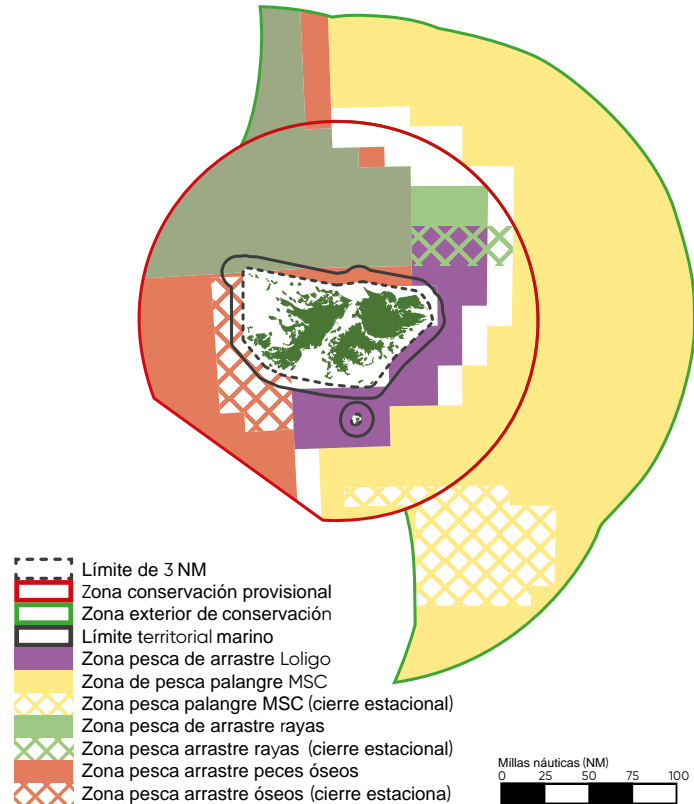 Límite de 3 NM
Zona conservación provisional
Zona exterior de conservación
Límite territorial marino
Zona pesca de arrastre Loligo
Zona de pesca palangre MSC
Zona pesca palangre MSC (cierre estacional)
Zona pesca de arrastre rayas
Zona pesca arrastre rayas (cierre estacional)
Zona pesca arrastre peces óseos
Zona pesca arrastre óseos (cierre estaciona)
Millas náuticas (NM)
0 25 50 75 100